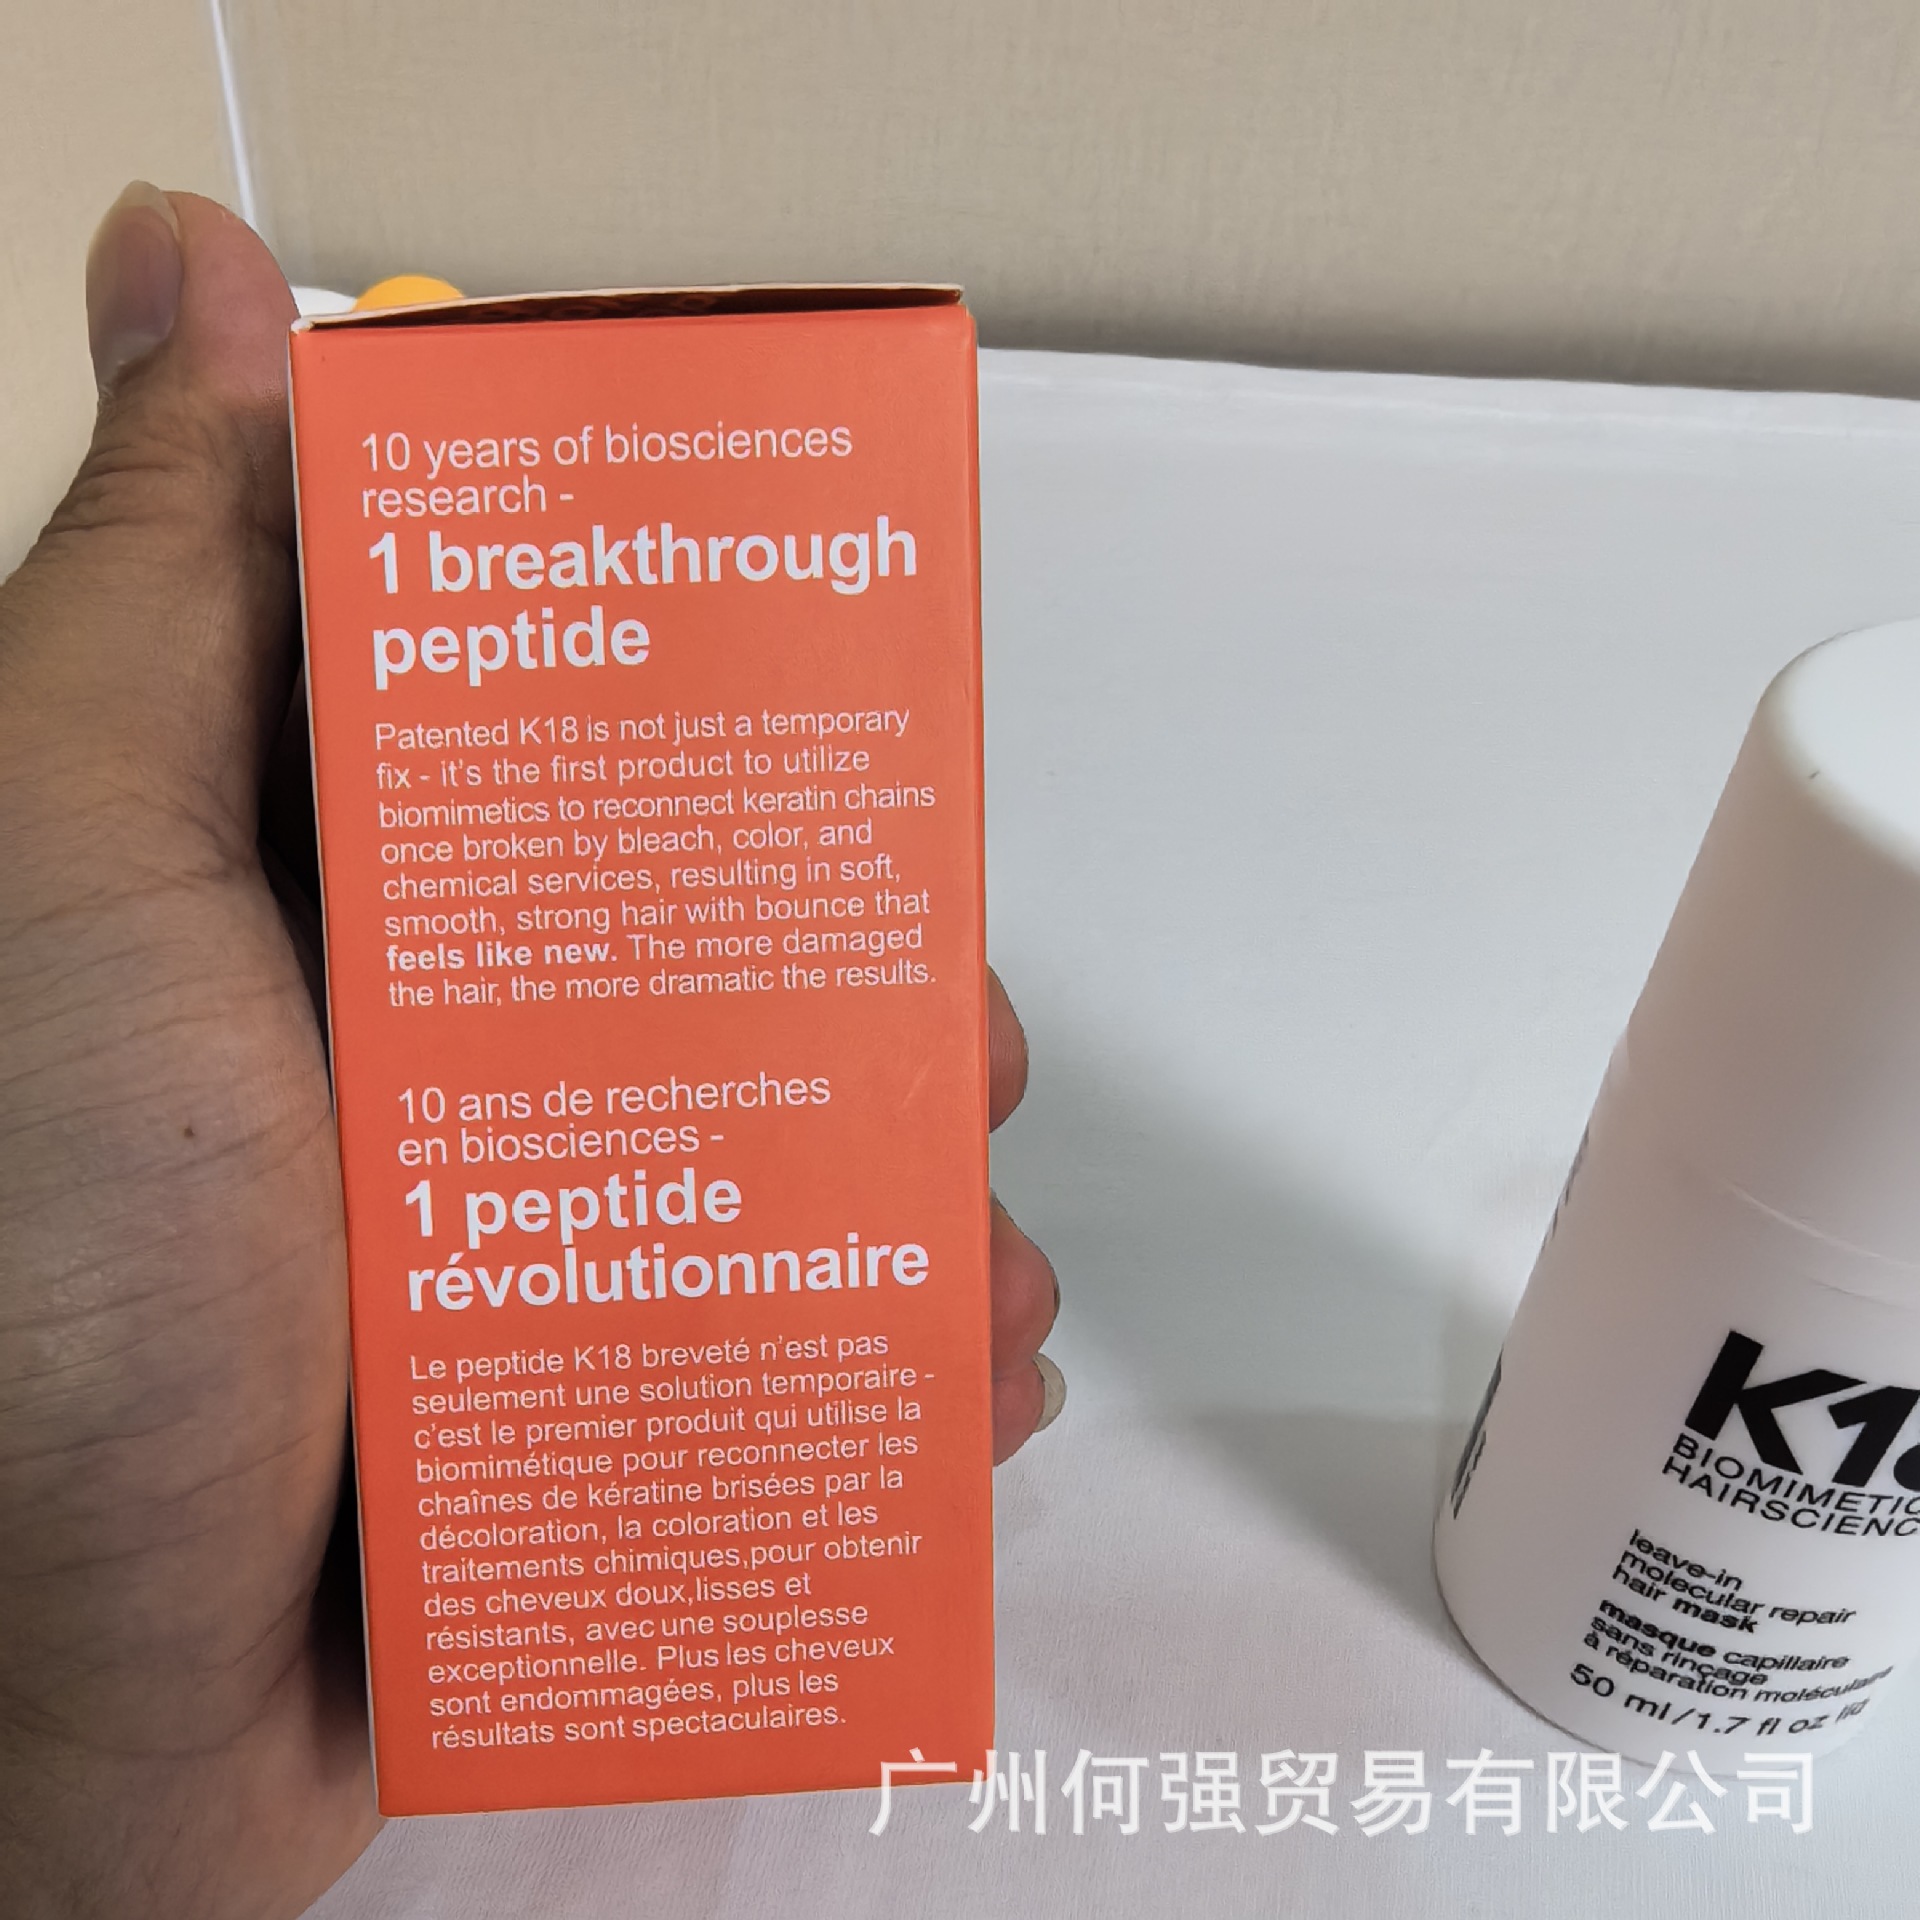 10 years of biosciences
research -
1 breakthrough
peptide
Patented K18 is not just a temporary
fix - it's the first product to utilize
biomimetics to reconnect keratin chains
once broken by bleach, color, and
chemical services, resulting in soft,
smooth, strong hair with bounce that
feels like new. The more damaged
the hair, the more dramatic the results.
10 ans de recherches
en biosciences -
1 peptide
révolutionnaire
Le peptide K18 breveté n'est pas
seulement une solution temporaire -
c'est le premier produit qui utilise la
biomimétique pour reconnecter les
chaînes de kératine brisées par la
décoloration, la coloration et les
traitements chimiques,pour obtenir
des cheveux doux,lisses et
résistants, avec une souplesse
exceptionnelle. Plus les cheveux
sont endommagées, plus les
résultats sont spectaculaires.
K18
BIOMIMETIC
HAIRSCIENC
leave-in
molecular repair
hair mask
masque capillaire
sans rinçage
à réparation moléculaire
50 ml/1.7 fl oz liq
广州何强贸易有限公司